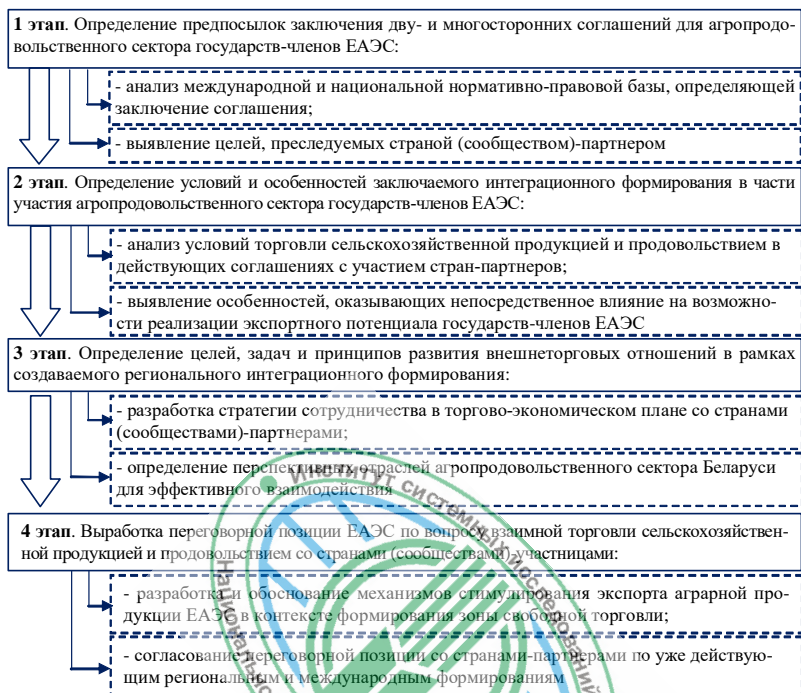 1 этап. Определение предпосылок заключения дву- и многосторонних соглашений для агропродо-
вольственного сектора государств-членов ЕАЭС:
- анализ международной и национальной нормативно-правовой базы, определяющей
заключение соглашения;
- выявление целей, преследуемых страной (сообществом)-партнером
2 этап. Определение условий и особенностей заключаемого интеграционного формирования в части
участия агропродовольственного сектора государств-членов ЕАЭС:
- анализ условий торговли сельскохозяйственной продукцией и продовольствием в
действующих соглашениях с участием стран-партнеров;
- выявление особенностей, оказывающих непосредственное влияние на возможно-
сти реализации экспортного потенциала государств-членов ЕАЭС
3 этап. Определение целей, задач и принципов развития внешнеторговых отношений в рамках
создаваемого регионального интеграционного формирования:
- разработка стратегии сотрудничества в торгово-экономическом плане со странами
(сообществами)-партнерами;
- определение перспективных отраслей агропродовольственного сектора Беларуси
для эффективного взаимодействия
4 этап. Выработка переговорной позиции ЕАЭС по вопросу взаимной торговли сельскохозяйствен-
ной продукцией и продовольствием со странами (сообществами)-участницами:
- разработка и обоснование механизмов стимулирования экспорта аграрной про-
дукции ЕАЭС в контексте формирования зоны свободной торговли;
- согласование переговорной позиции со странами-партнерами по уже действую-
щим региональным и международным формированиям
Институт системных исследований